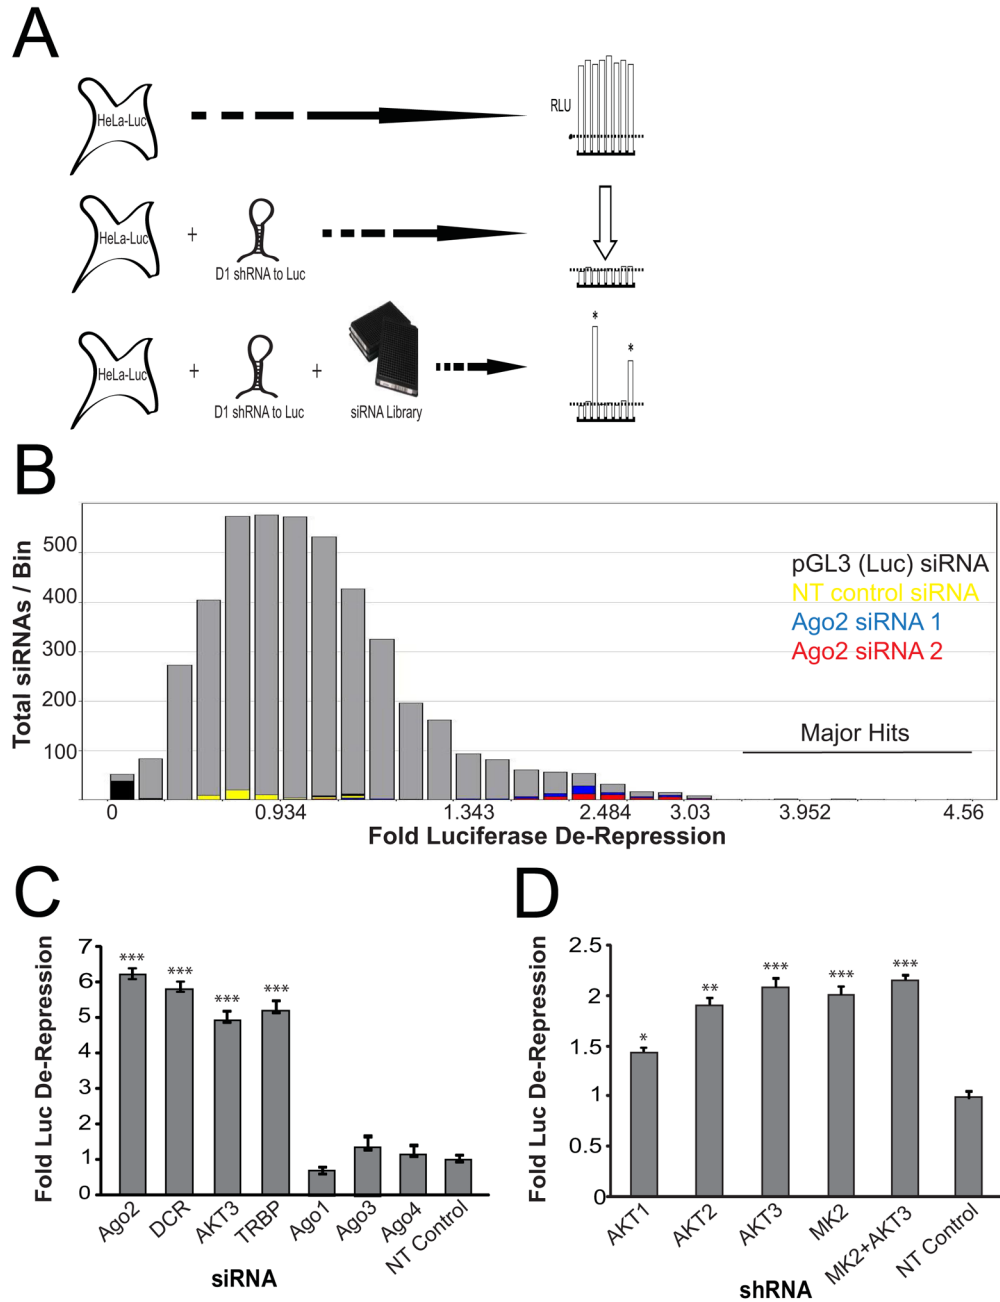 A
HeLa-Luc
RLU
HeLa-Luc
+
D1 shRNA to Luc
HeLa-Luc
+
D1 shRNA to Luc
+
siRNA Library
*
*
B
Total siRNAs / Bin
500
400
300
200
100
pGL3 (Luc) siRNA
NT control siRNA
Ago2 siRNA 1
Ago2 siRNA 2
Major Hits
0 0.934 1.343 2.484 3.03 3.952 4.56
Fold Luciferase De-Repression
C
Fold Luc De-Repression
7
6
5
4
3
2
1
0
***
***
***
***
Ago2
DCR
AKT3
TRBP
Ago1
Ago3
Ago4
NT Control
siRNA
D
Fold Luc De-Repression
2.5
2
1.5
1
0.5
0
*
**
***
***
***
AKT1
AKT2
AKT3
MK2
MK2+AKT3
NT Control
shRNA